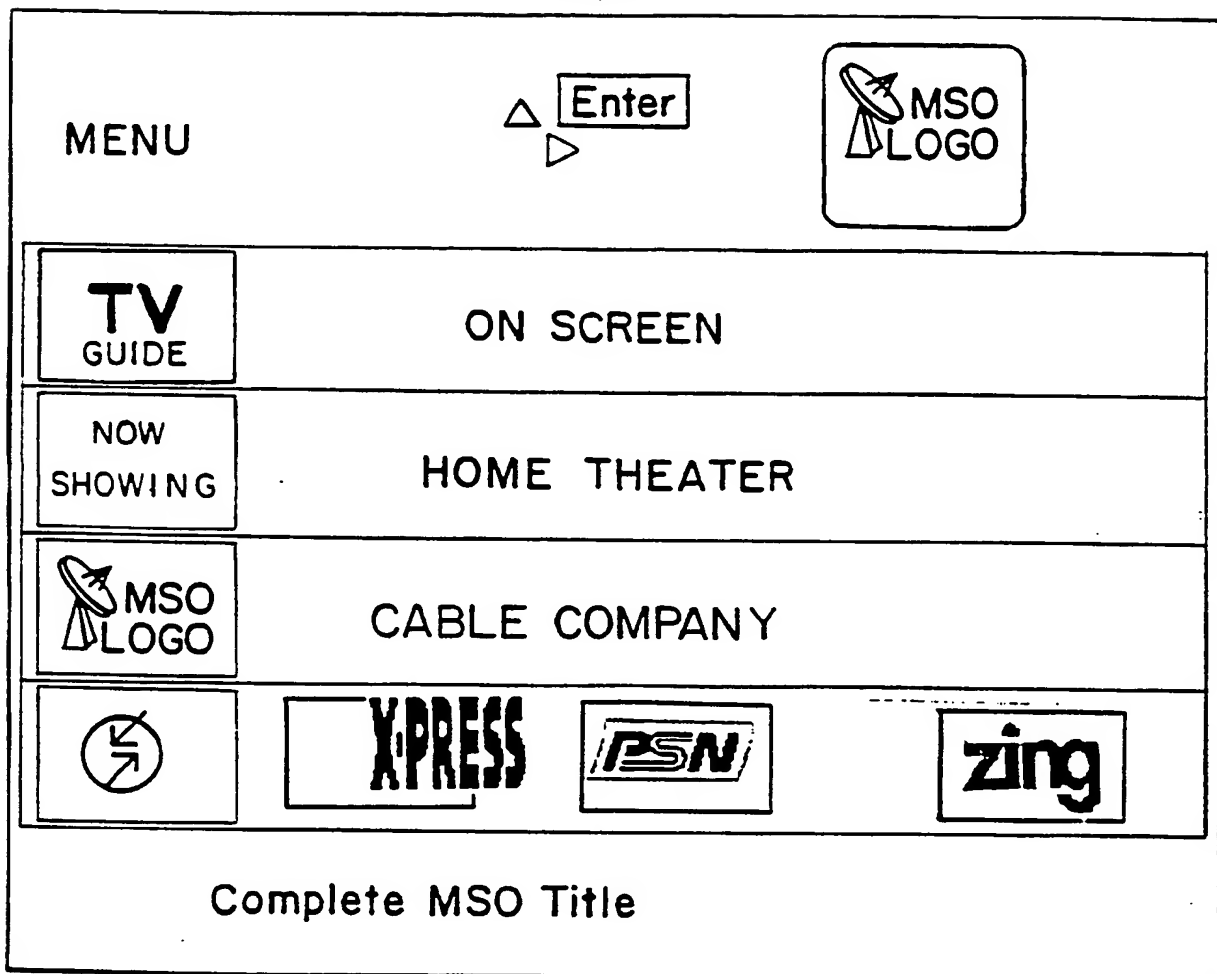 MENU
Enter
MSO
LOGO
TV
GUIDE
ON SCREEN
NOW
SHOWING
HOME THEATER
MSO
LOGO
CABLE COMPANY
X·PRESS
PSN
zing
Complete MSO Title